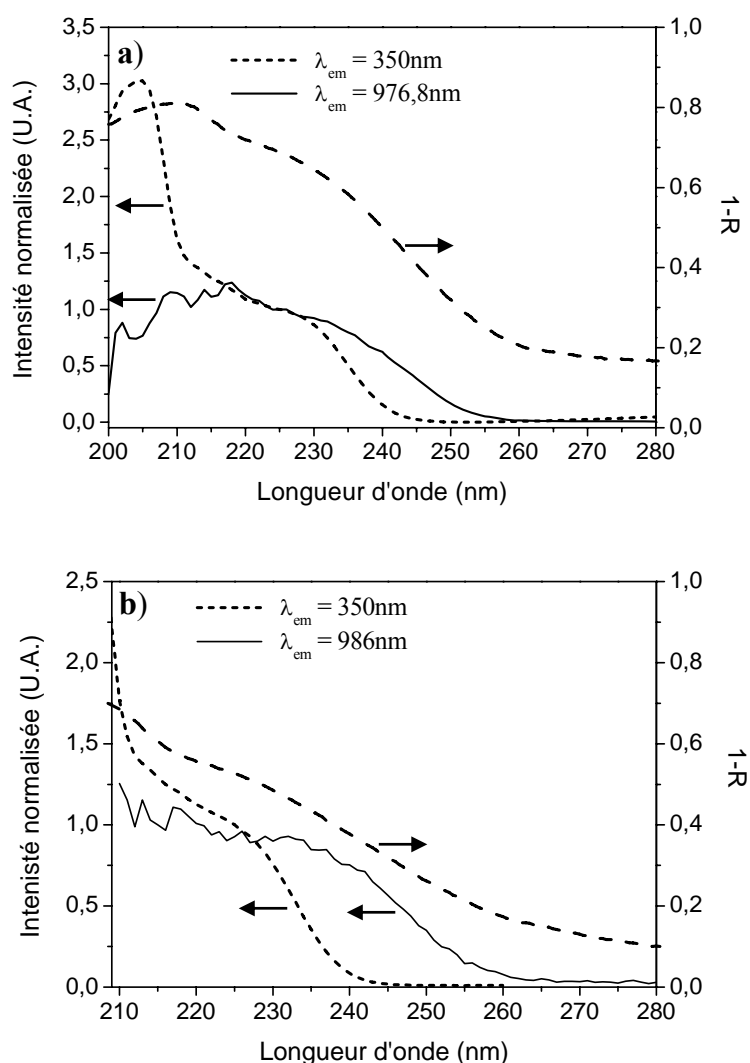 a)
λem = 350nm
λem = 976,8nm
Intensité normalisée (U.A.)
3,5
3,0
2,5
2,0
1,5
1,0
0,5
0,0
1,0
0,8
0,6
0,4
0,2
0,0
1-R
200 210 220 230 240 250 260 270 280
Longueur d'onde (nm)
b)
λem = 350nm
λem = 986nm
Intenisté normalisée (U.A.)
2,5
2,0
1,5
1,0
0,5
0,0
1,0
0,8
0,6
0,4
0,2
0,0
1-R
210 220 230 240 250 260 270 280
Longueur d'onde (nm)